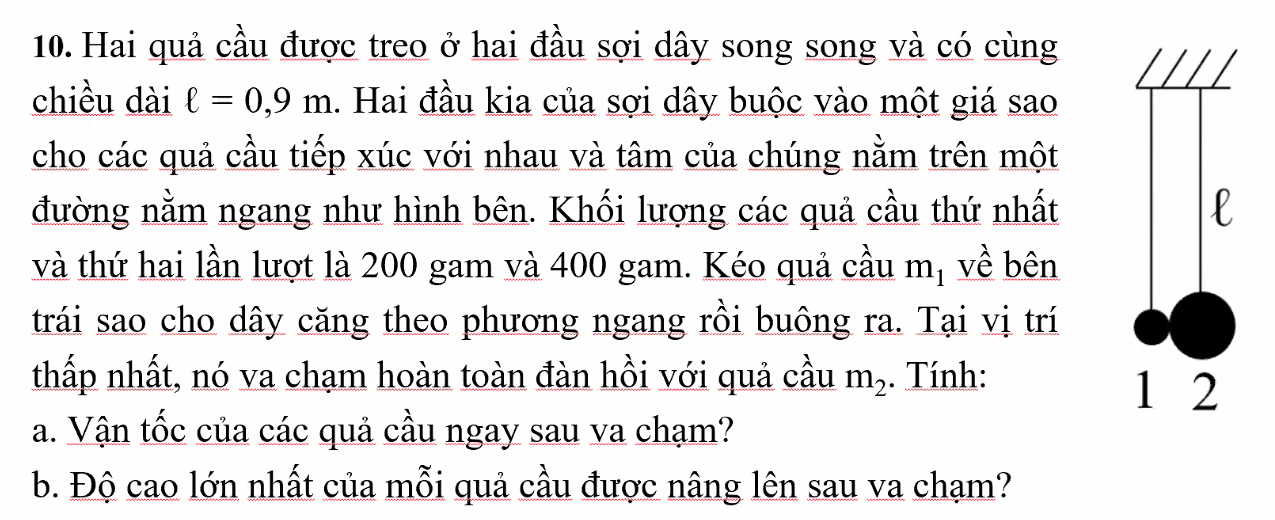 10. Hai quả cầu được treo ở hai đầu sợi dây song song và có cùng
chiều dài ℓ = 0,9 m. Hai đầu kia của sợi dây buộc vào một giá sao
cho các quả cầu tiếp xúc với nhau và tâm của chúng nằm trên một
đường nằm ngang như hình bên. Khối lượng các quả cầu thứ nhất
và thứ hai lần lượt là 200 gam và 400 gam. Kéo quả cầu m₁ về bên
trái sao cho dây căng theo phương ngang rồi buông ra. Tại vị trí
thấp nhất, nó va chạm hoàn toàn đàn hồi với quả cầu m₂. Tính:
a. Vận tốc của các quả cầu ngay sau va chạm?
b. Độ cao lớn nhất của mỗi quả cầu được nâng lên sau va chạm?
ℓ
1 2